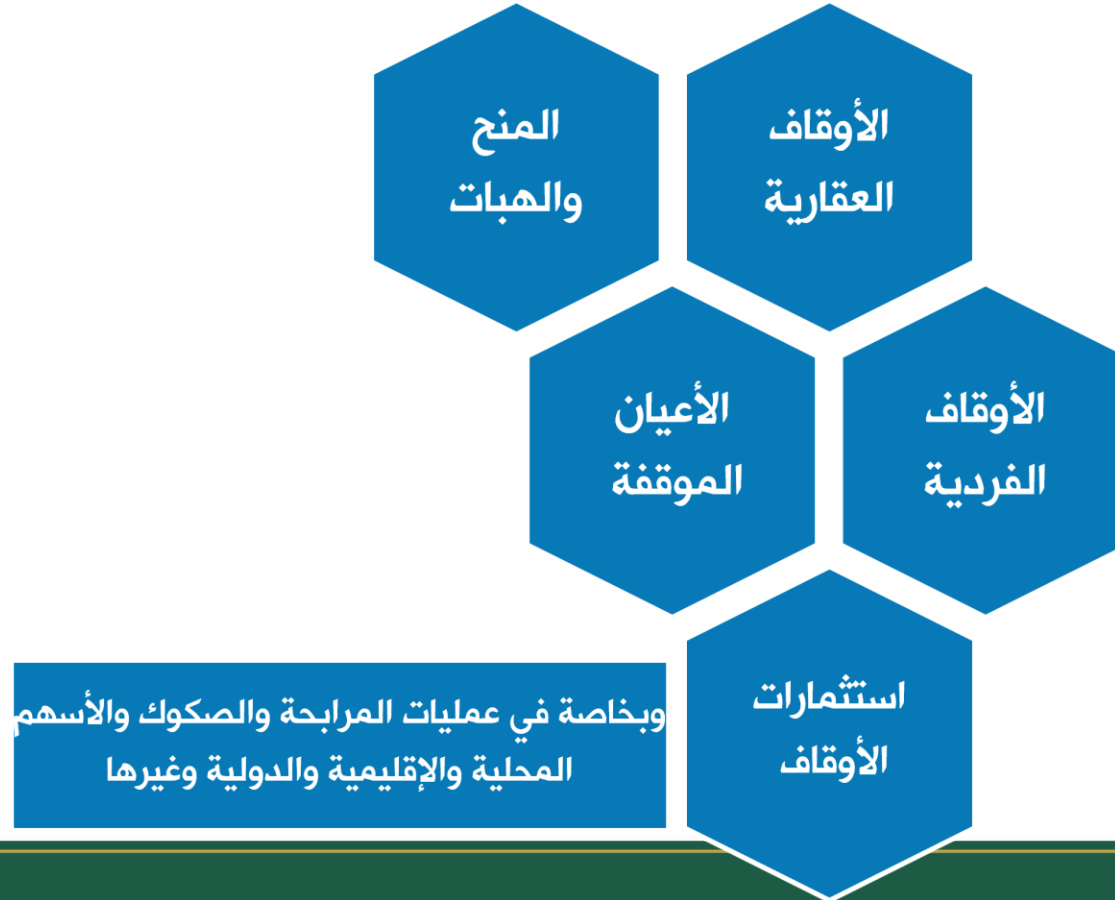 الأوقاف
العقارية
المنح
والهبات
الأوقاف
الفردية
الأعيان
الموقفة
استثمارات
الأوقاف
وبخاصة في عمليات المرابحة والصكوك والأسهم
المحلية والإقليمية والدولية وغيرها